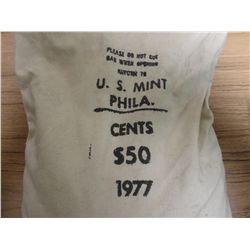 PLEASE DO NOT CUT
BAG WHEN OPENING
RETURN TO
U. S. MINT
PHILA.
CENTS
$50
1977